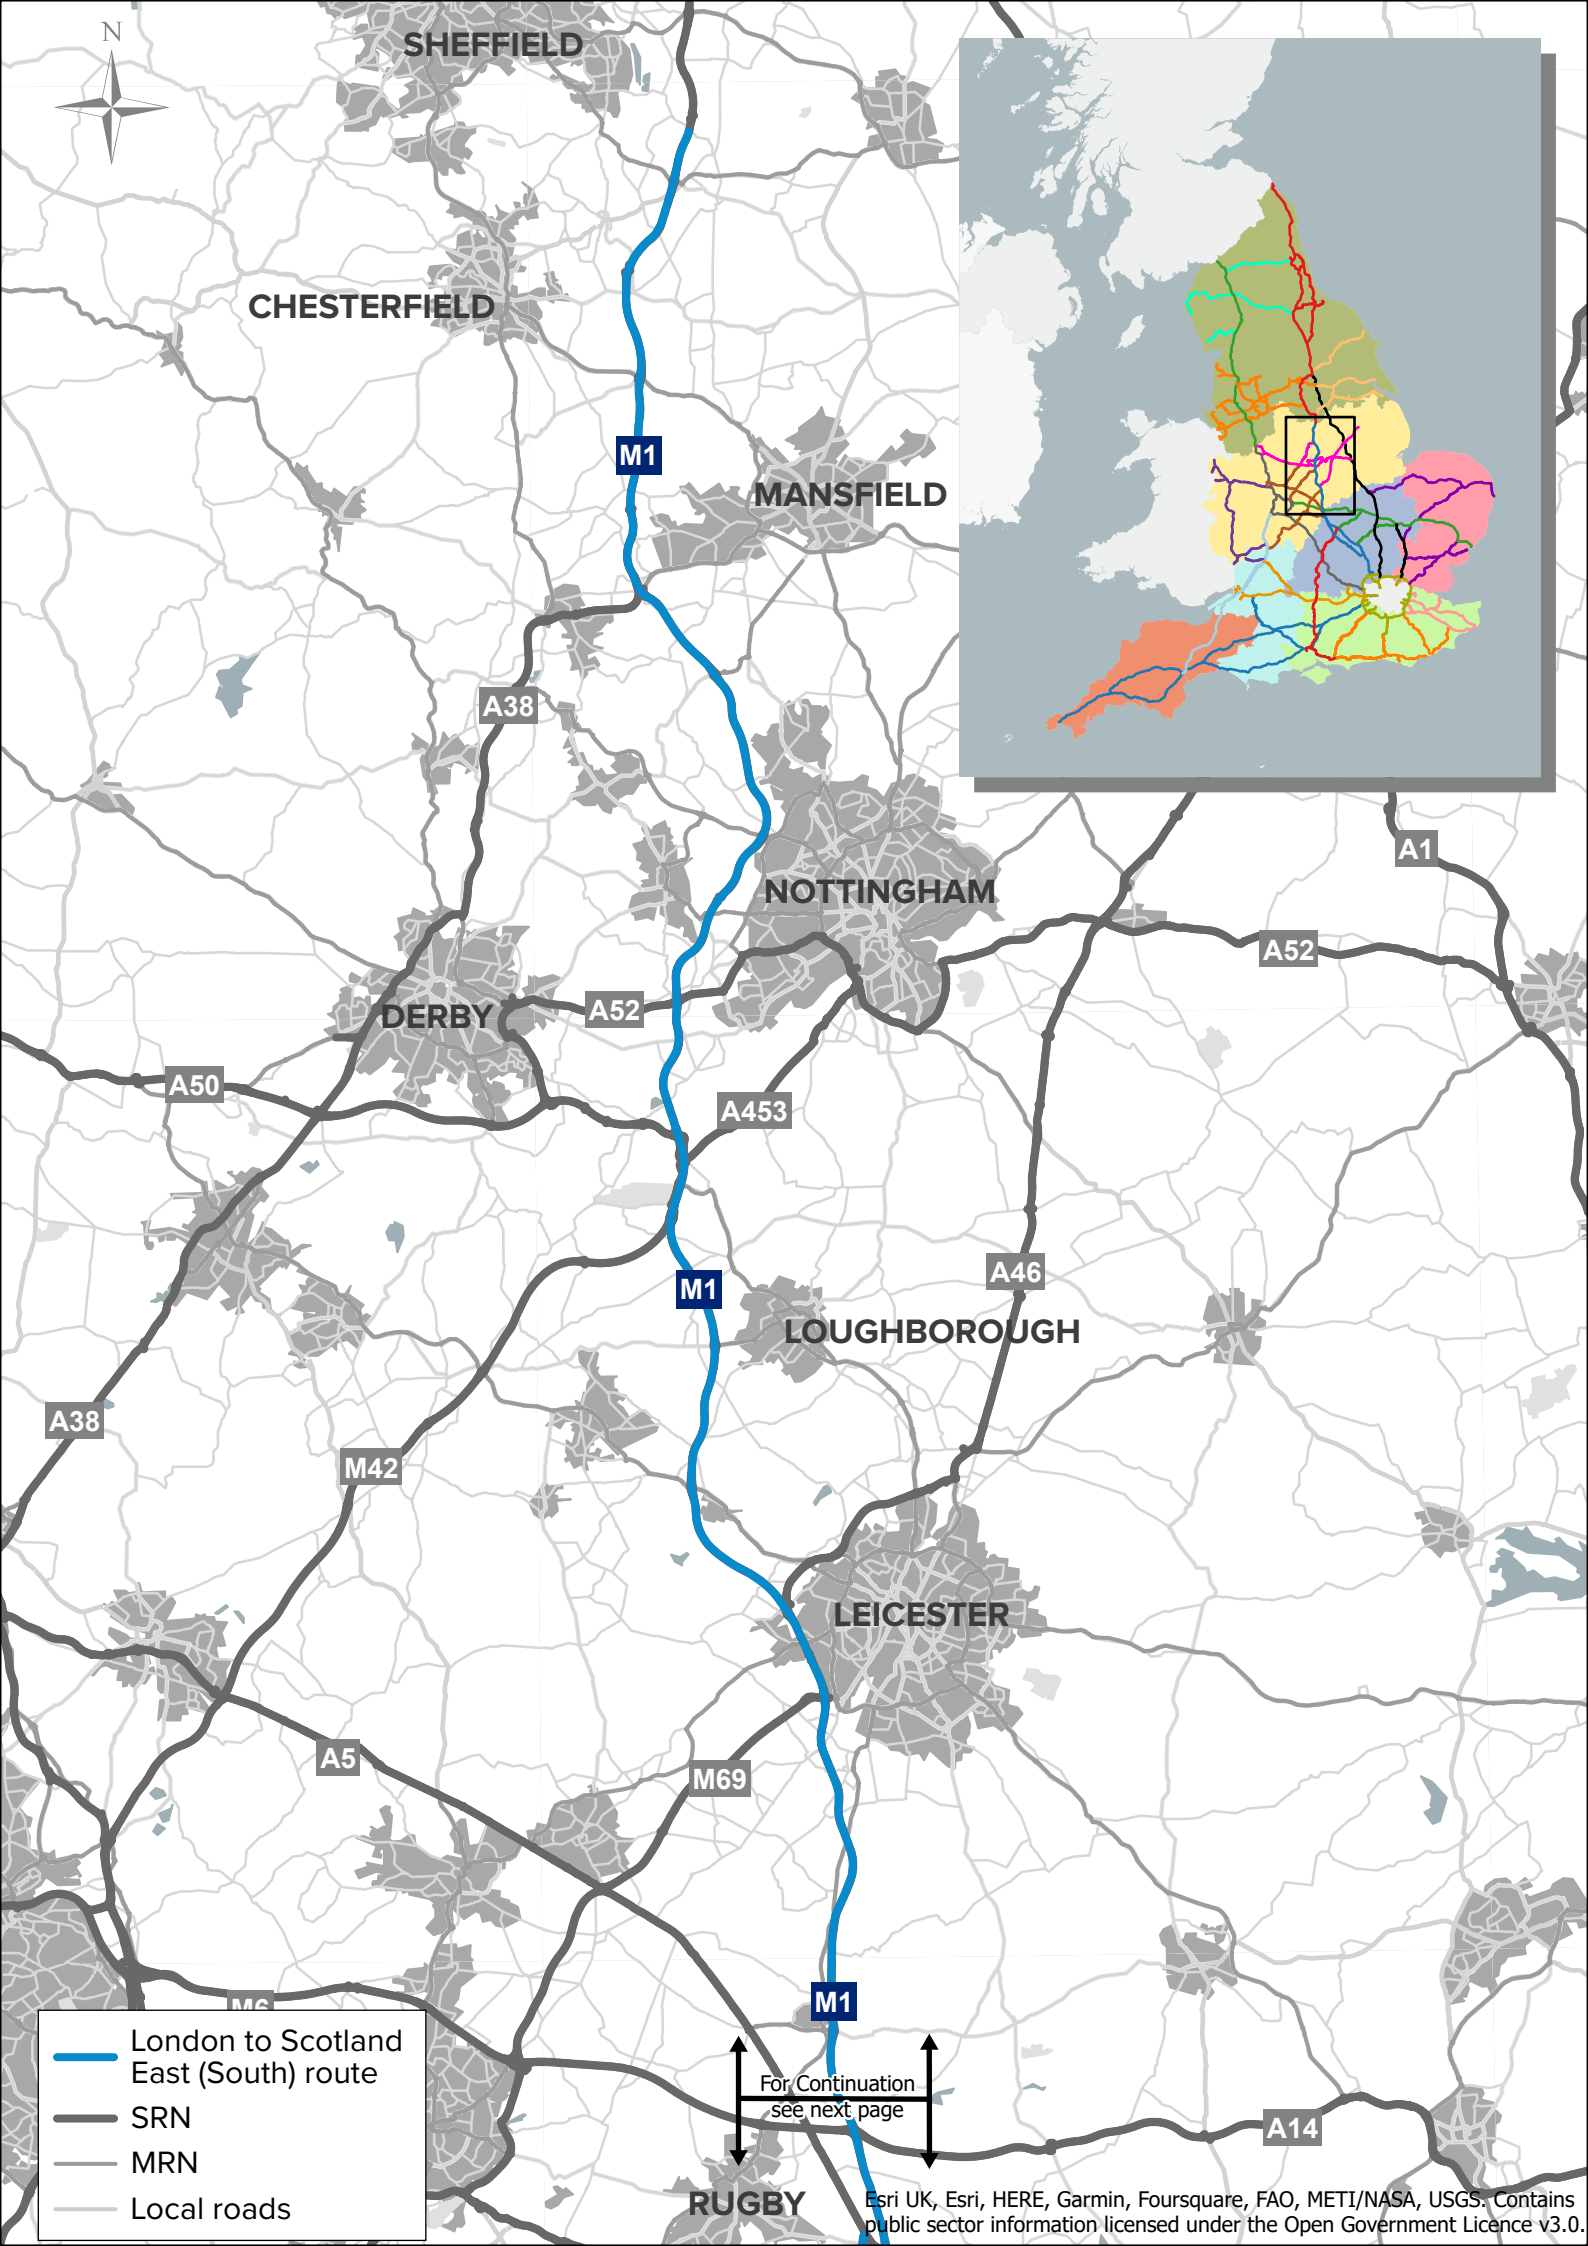 N
SHEFFIELD
CHESTERFIELD
M1
MANSFIELD
A38
A1
NOTTINGHAM
A52
A52
DERBY
A50
A453
A46
M1
LOUGHBOROUGH
A38
M42
LEICESTER
A5
M69
M1
M6
London to Scotland
East (South) route
SRN
MRN
Local roads
For Continuation
see next page
A14
RUGBY
Esri UK, Esri, HERE, Garmin, Foursquare, FAO, METI/NASA, USGS. Contains
public sector information licensed under the Open Government Licence v3.0.